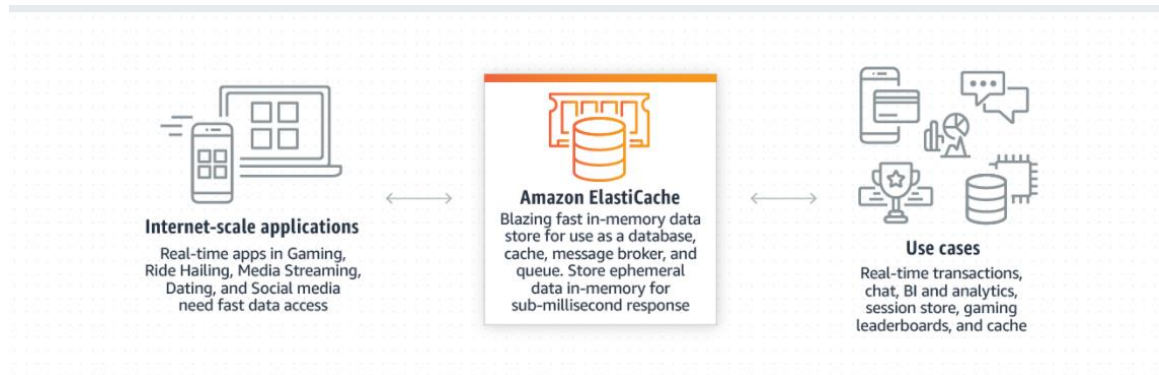 Internet-scale applications
Real-time apps in Gaming,
Ride Hailing, Media Streaming,
Dating, and Social media
need fast data access
Amazon ElastiCache
Blazing fast in-memory data
store for use as a database,
cache, message broker, and
queue. Store ephemeral
data in-memory for
sub-millisecond response
Use cases
Real-time transactions,
chat, BI and analytics,
session store, gaming
leaderboards, and cache